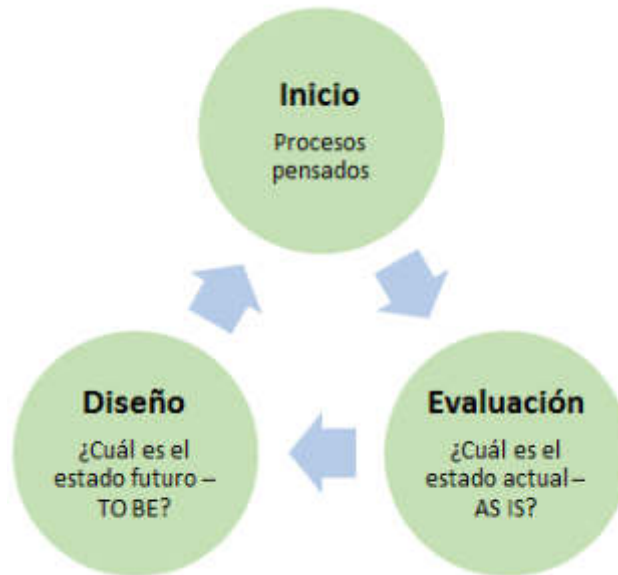 Inicio
Procesos
pensados
Diseño
¿Cuál es el
estado futuro –
TO BE?
Evaluación
¿Cuál es el
estado actual–
AS IS?